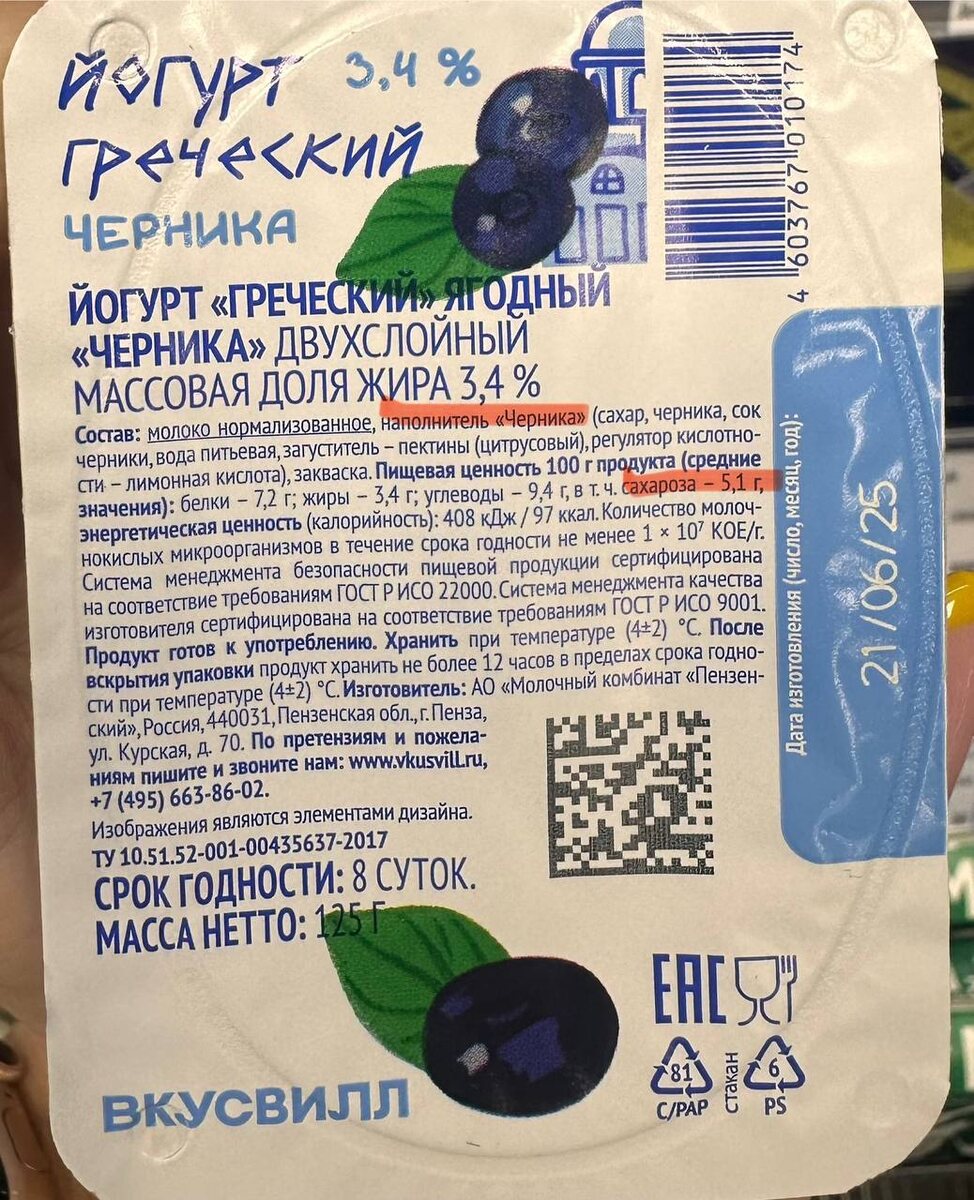 йогурт 3,4 %
греческий
ЧЕРНИКА
ЙОГУРТ «ГРЕЧЕСКИЙ» ЯГОДНЫЙ
«ЧЕРНИКА» ДВУХСЛОЙНЫЙ
МАССОВАЯ ДОЛЯ ЖИРА 3,4 %
Состав: молоко нормализованное, наполнитель «Черника» (сахар, черника, сок
черники, вода питьевая, загуститель – пектины (цитрусовый), регулятор кислотно-
сти – лимонная кислота), закваска. Пищевая ценность 100 г продукта (средние
значения): белки – 7,2 г; жиры – 3,4 г; углеводы – 9,4 г, в т. ч. сахароза – 5,1 г,
энергетическая ценность (калорийность): 408 кДж / 97 ккал. Количество молоч-
нокислых микроорганизмов в течение срока годности не менее 1 × 10⁷ КОЕ/г.
Система менеджмента безопасности пищевой продукции сертифицирована
на соответствие требованиям ГОСТ Р ИСО 22000. Система менеджмента качества
изготовителя сертифицирована на соответствие требованиям ГОСТ Р ИСО 9001.
Продукт готов к употреблению. Хранить при температуре (4±2) °С. После
вскрытия упаковки продукт хранить не более 12 часов в пределах срока годно-
сти при температуре (4±2) °С. Изготовитель: АО «Молочный комбинат «Пензен-
ский», Россия, 440031, Пензенская обл., г. Пенза,
ул. Курская, д. 70. По претензиям и пожела-
ниям пишите и звоните нам: www.vkusvill.ru,
+7 (495) 663-86-02.
Изображения являются элементами дизайна.
ТУ 10.51.52-001-00435637-2017
СРОК ГОДНОСТИ: 8 СУТОК.
МАССА НЕТТО: 125 Г
ВКУСВИЛЛ
4 603767 010174
Дата изготовления (число, месяц, год):
21/06/25
EAC
81
C/PAP
стакан
6
PS